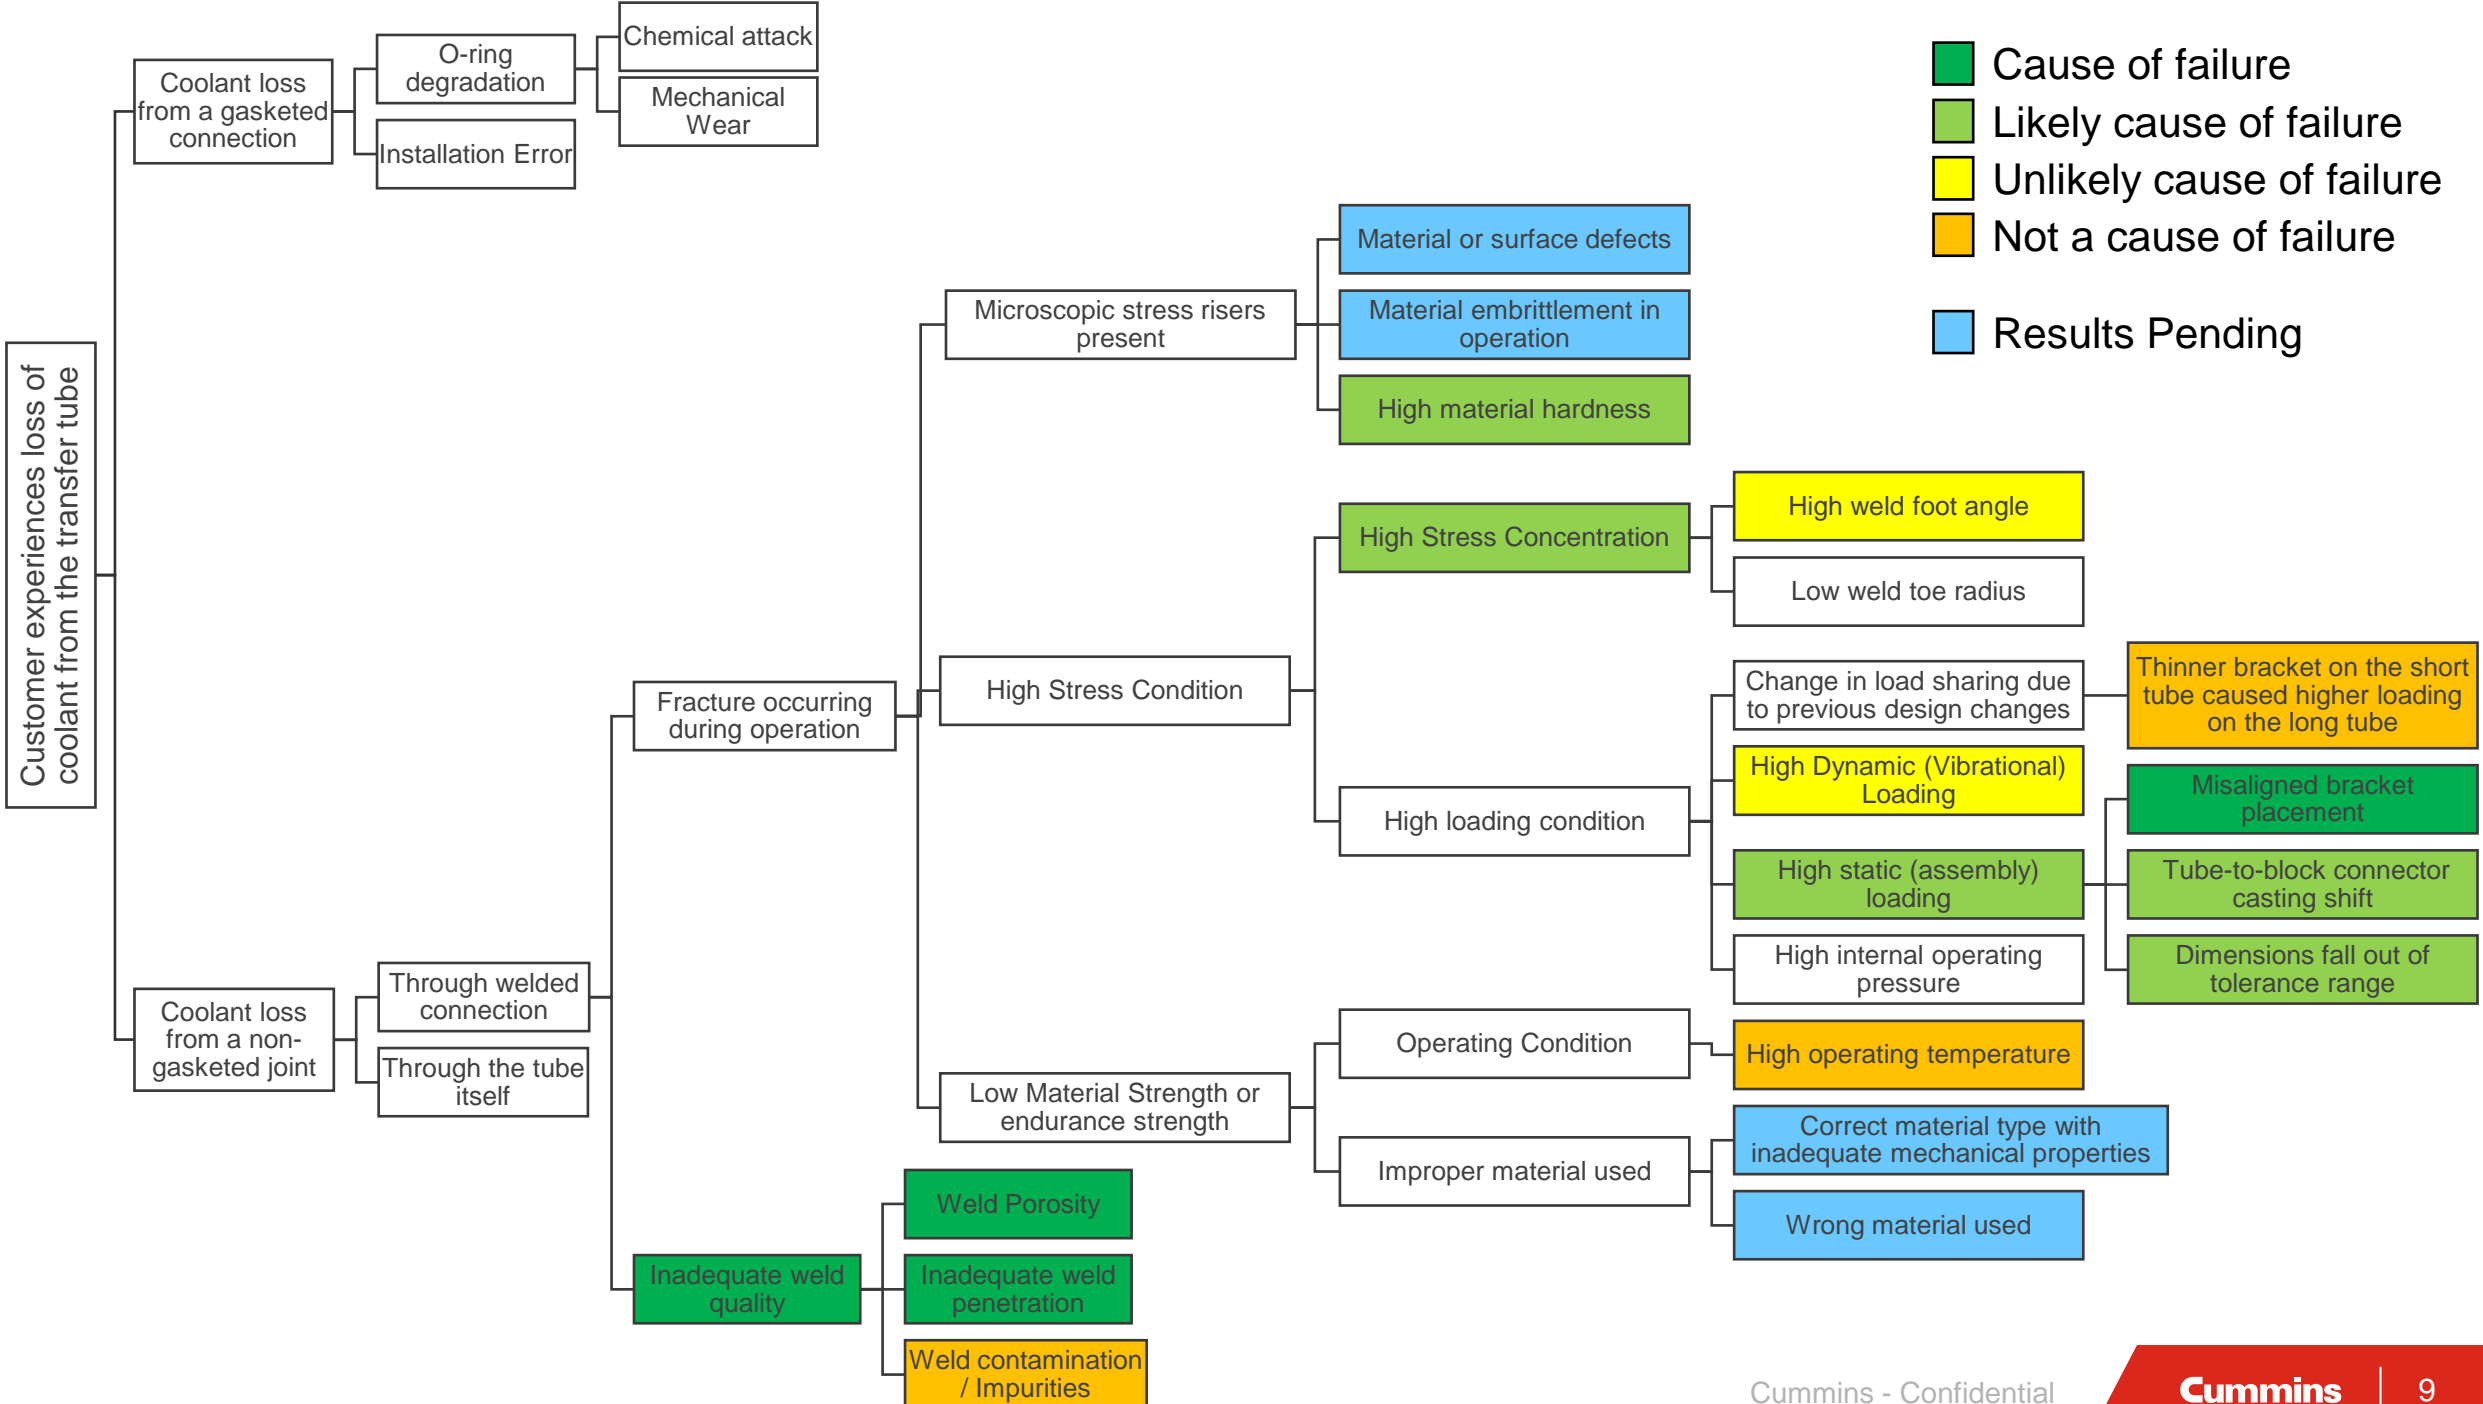 Customer experiences loss of
coolant from the transfer tube
Coolant loss
from a gasketed
connection
O-ring
degradation
Chemical attack
Mechanical
Wear
Installation Error
Coolant loss
from a non-
gasketed joint
Through welded
connection
Fracture occurring
during operation
Microscopic stress risers
present
Material or surface defects
Material embrittlement in
operation
High material hardness
High Stress Condition
High Stress Concentration
High weld foot angle
Low weld toe radius
High loading condition
Change in load sharing due
to previous design changes
Thinner bracket on the short
tube caused higher loading
on the long tube
High Dynamic (Vibrational)
Loading
High static (assembly)
loading
Misaligned bracket
placement
Tube-to-block connector
casting shift
Dimensions fall out of
tolerance range
High internal operating
pressure
Low Material Strength or
endurance strength
Operating Condition
High operating temperature
Improper material used
Correct material type with
inadequate mechanical properties
Wrong material used
Inadequate weld
quality
Weld Porosity
Inadequate weld
penetration
Weld contamination
/ Impurities
Through the tube
itself
Cause of failure
Likely cause of failure
Unlikely cause of failure
Not a cause of failure
Results Pending
Cummins - Confidential
Cummins
9